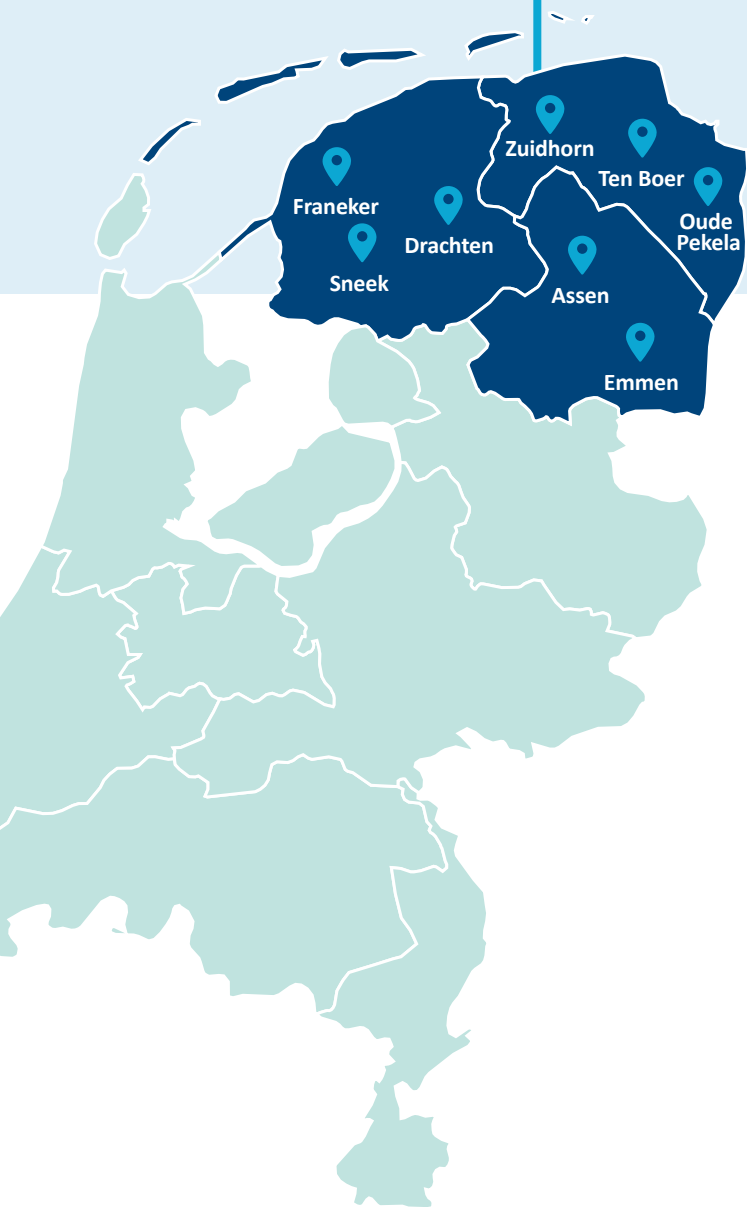 Zuidhorn
Ten Boer
Franeker
Oude
Pekela
Drachten
Sneek
Assen
Emmen